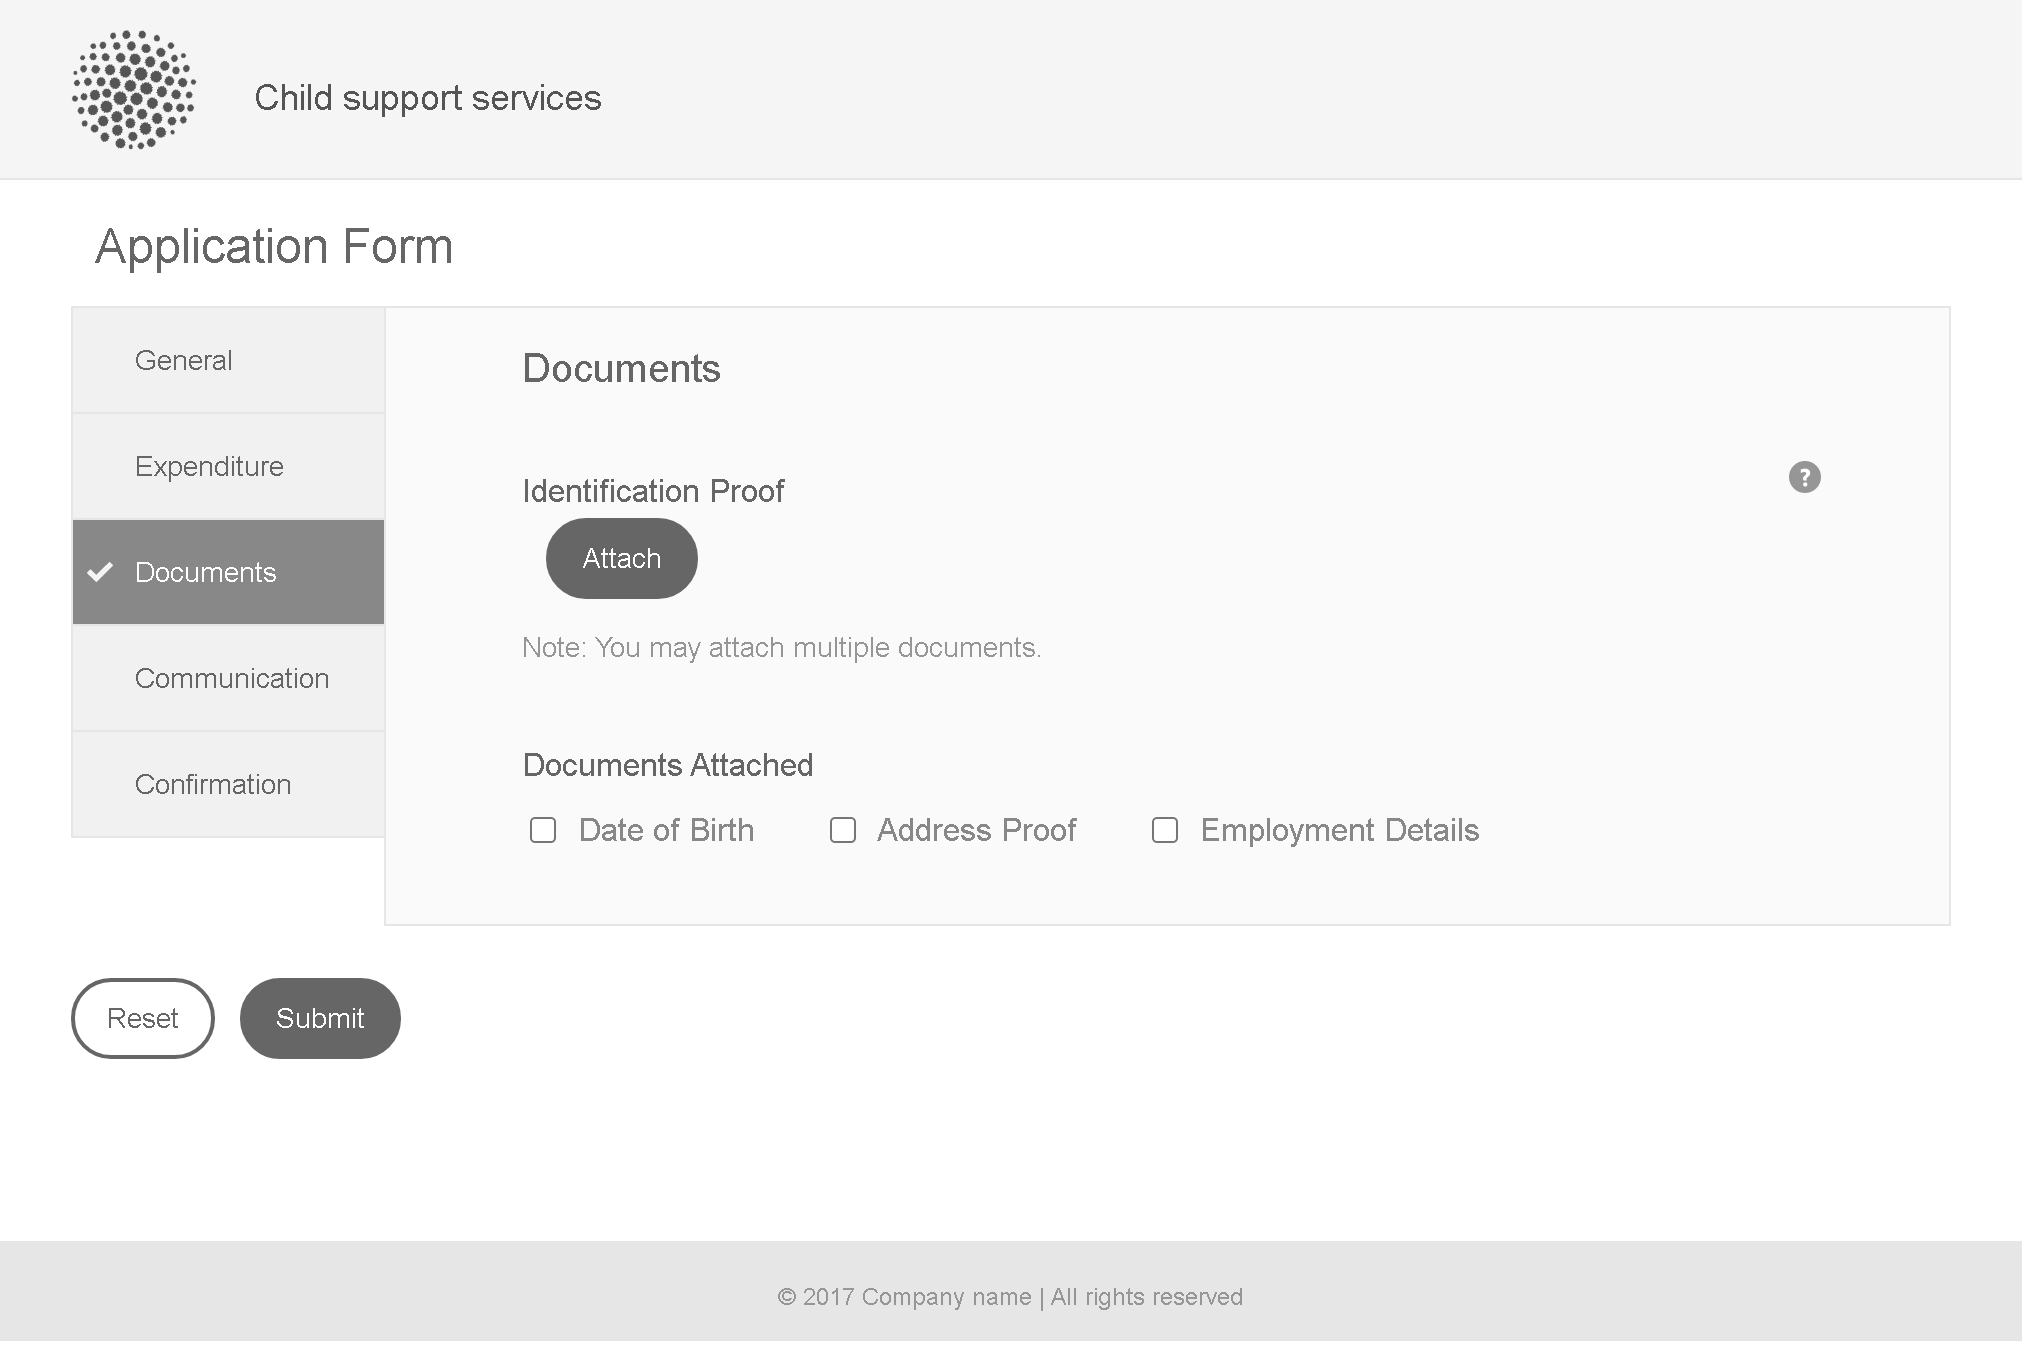 Child support services
Application Form
General
Expenditure
Documents
Communication
Confirmation
Documents
Identification Proof
?
Attach
Note: You may attach multiple documents.
Documents Attached
Date of Birth Address Proof Employment Details
Reset Submit
© 2017 Company name | All rights reserved